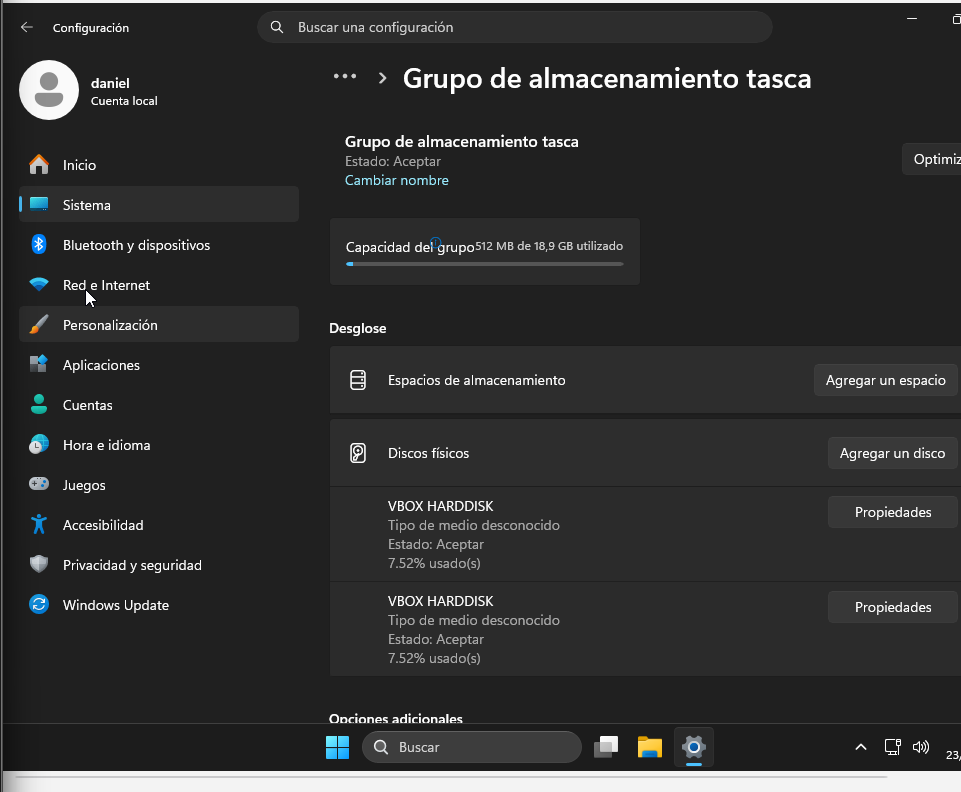 Configuración
Buscar una configuración
daniel
Cuenta local
Inicio
Sistema
Bluetooth y dispositivos
Red e Internet
Personalización
Aplicaciones
Cuentas
Hora e idioma
Juegos
Accesibilidad
Privacidad y seguridad
Windows Update
••• > Grupo de almacenamiento tasca
Grupo de almacenamiento tasca
Estado: Aceptar
Cambiar nombre
Optimiz
Capacidad del grupo 512 MB de 18,9 GB utilizado
Desglose
Espacios de almacenamiento
Agregar un espacio
Discos físicos
Agregar un disco
VBOX HARDDISK
Tipo de medio desconocido
Estado: Aceptar
7.52% usado(s)
Propiedades
VBOX HARDDISK
Tipo de medio desconocido
Estado: Aceptar
7.52% usado(s)
Propiedades
Opciones adicionales
Buscar
23/